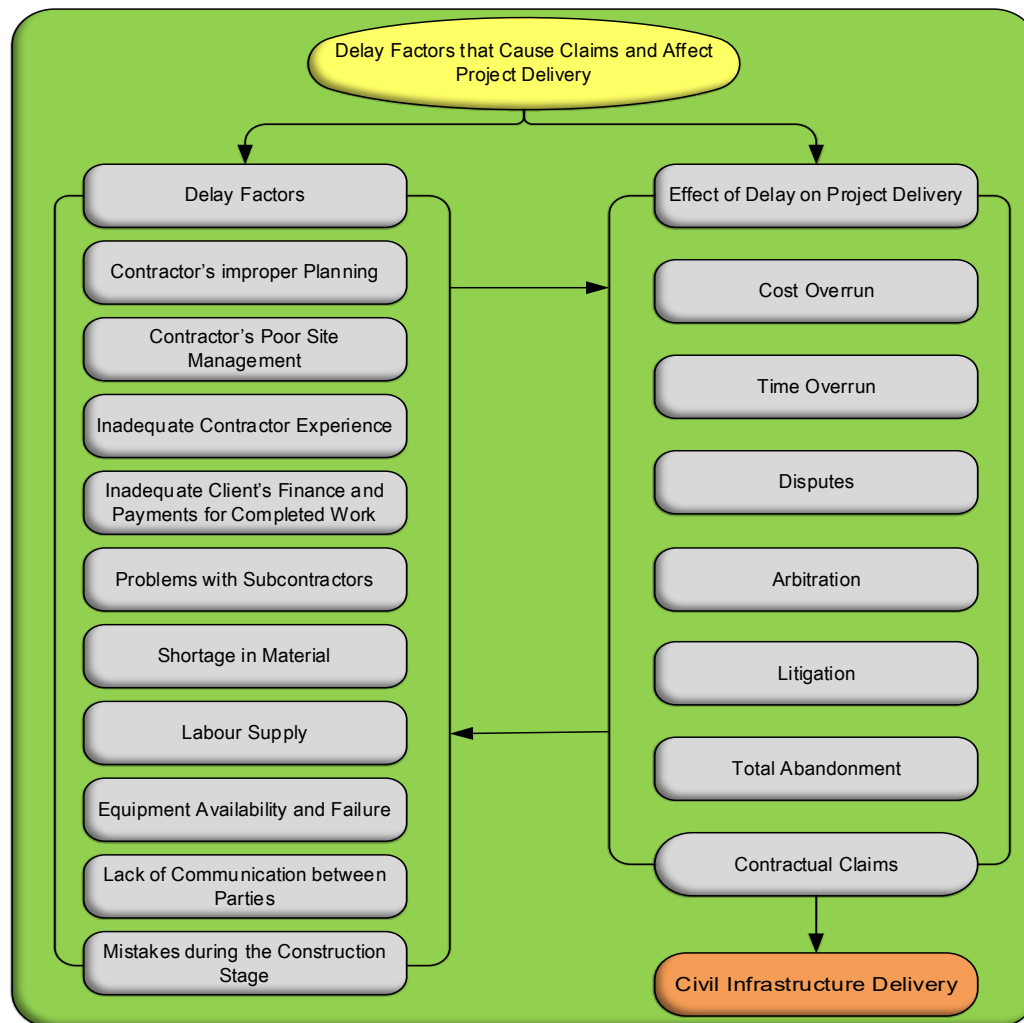 Delay Factors that Cause Claims and Affect
Project Delivery
Delay Factors
Contractor's improper Planning
Contractor's Poor Site
Management
Inadequate Contractor Experience
Inadequate Client's Finance and
Payments for Completed Work
Problems with Subcontractors
Shortage in Material
Labour Supply
Equipment Availability and Failure
Lack of Communication between
Parties
Mistakes during the Construction
Stage
Effect of Delay on Project Delivery
Cost Overrun
Time Overrun
Disputes
Arbitration
Litigation
Total Abandonment
Contractual Claims
Civil Infrastructure Delivery